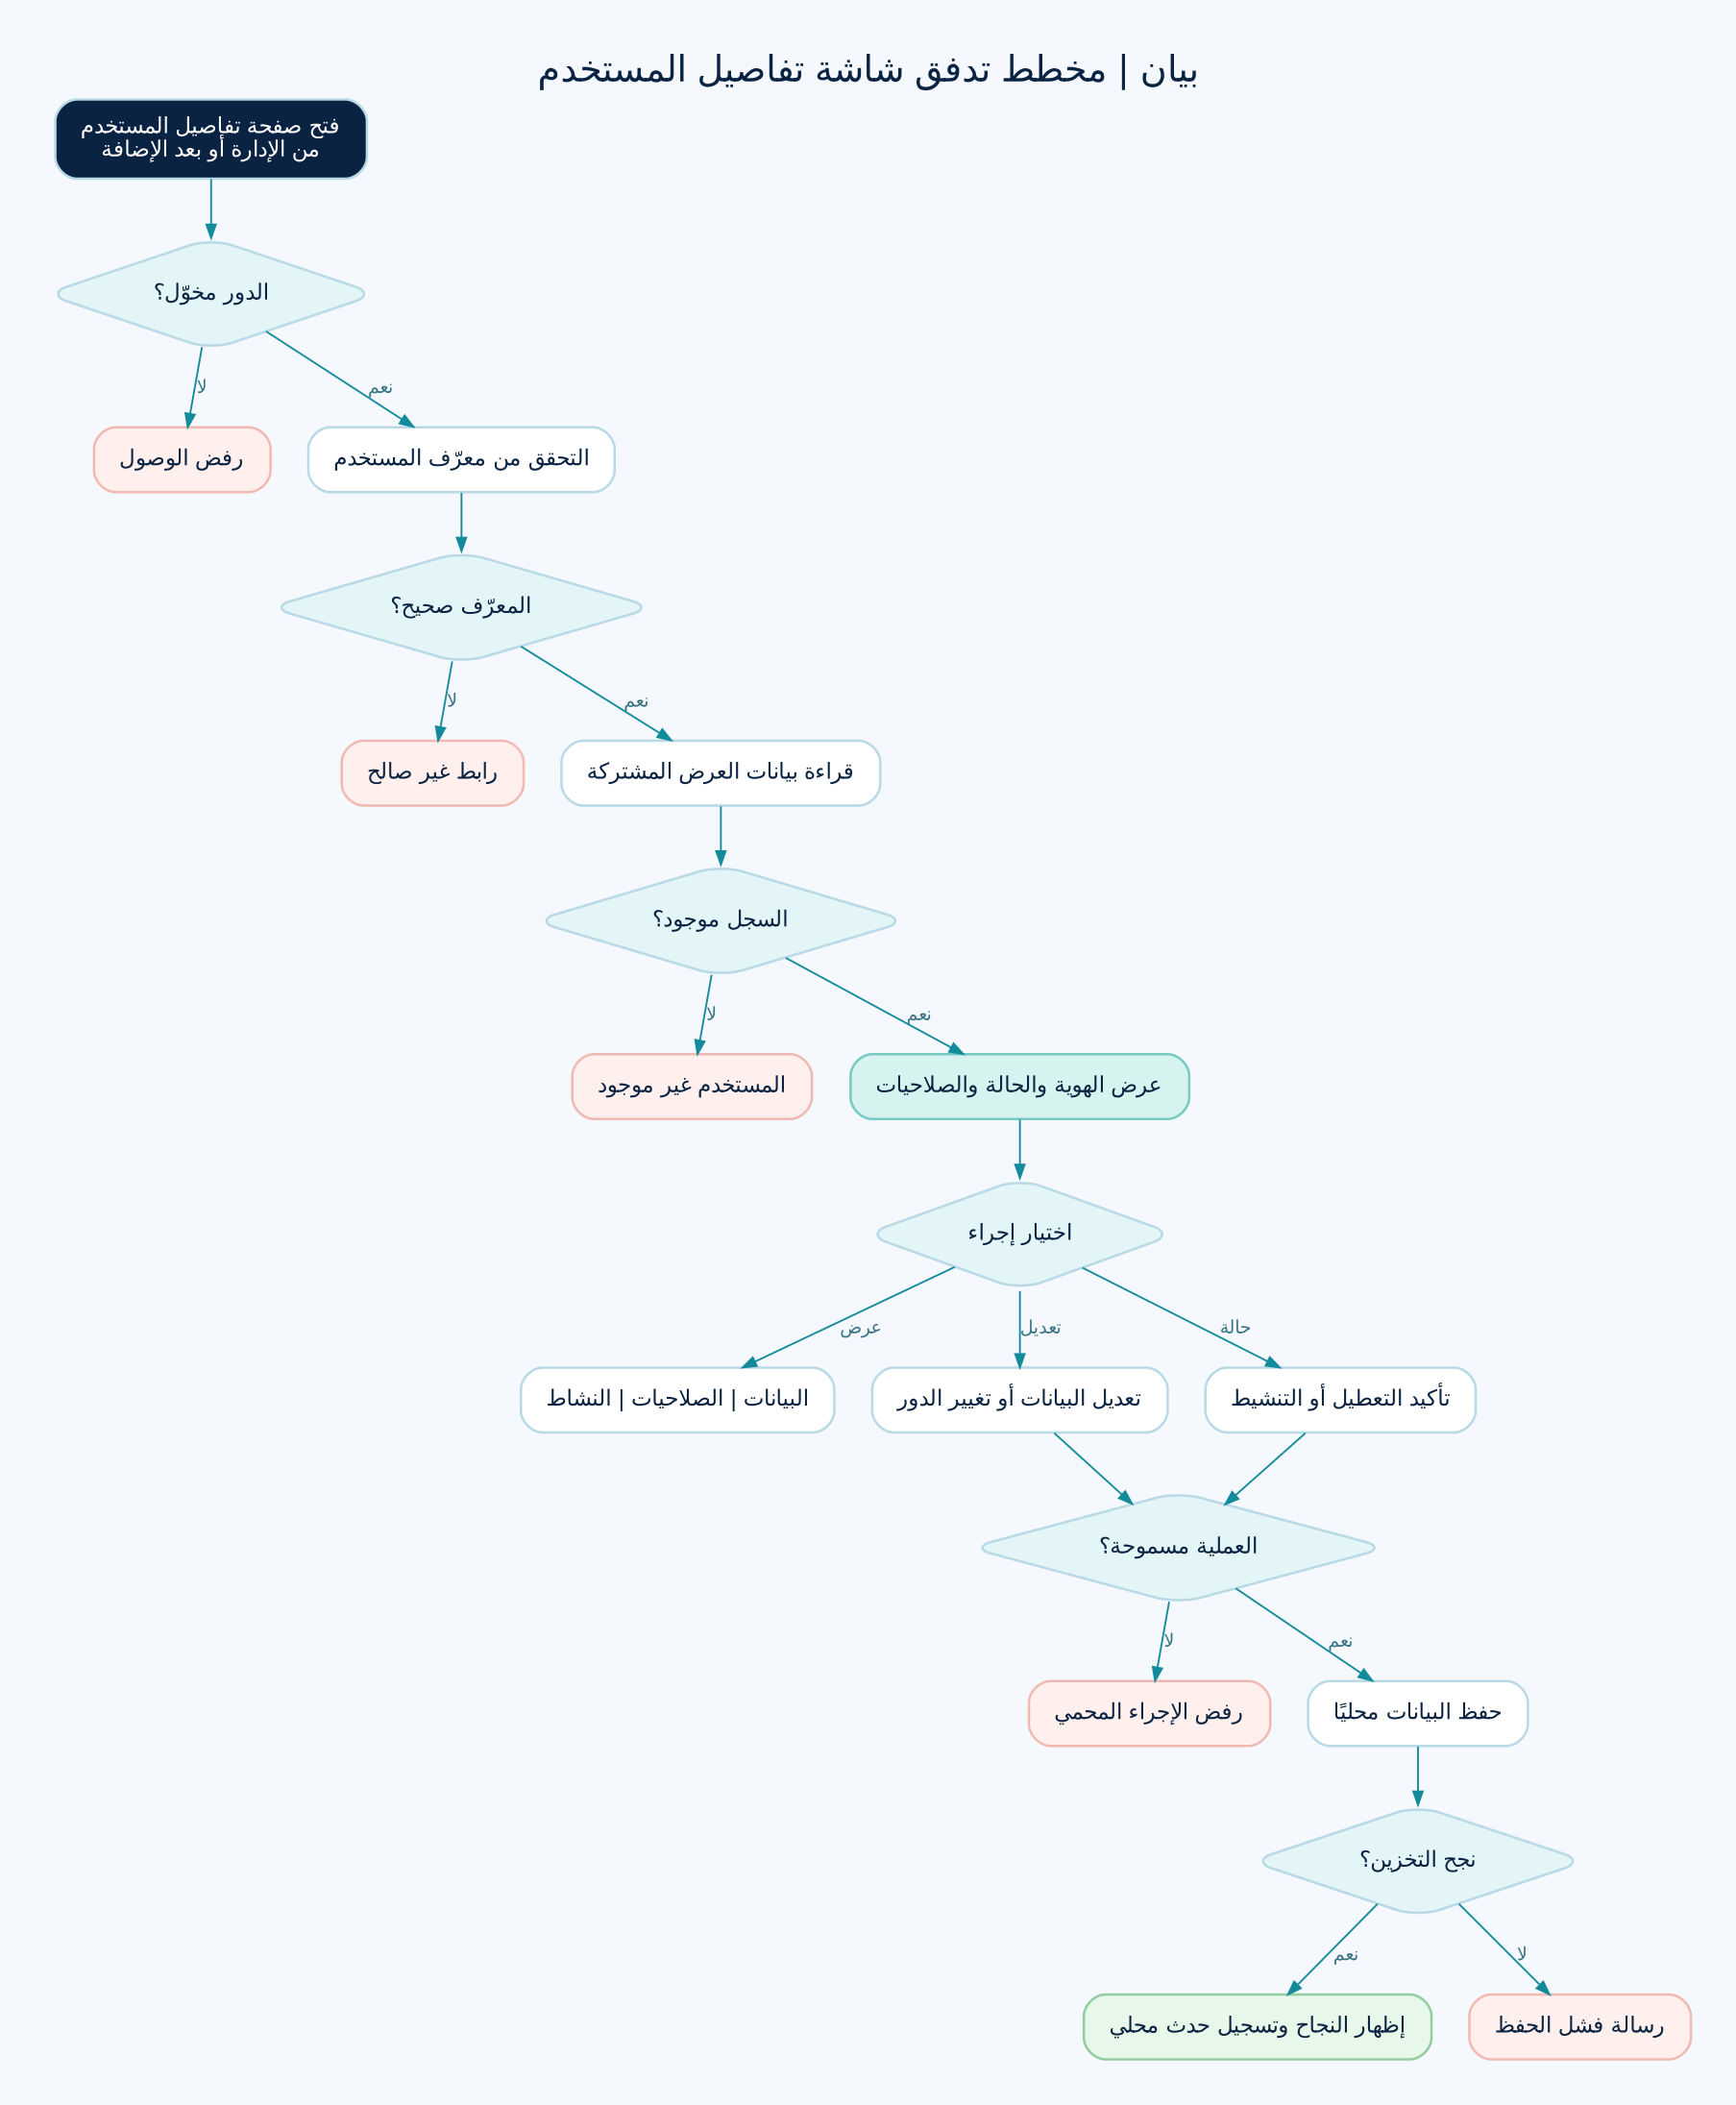 بيان | مخطط تدفق شاشة تفاصيل المستخدم
فتح صفحة تفاصيل المستخدم
من الإدارة أو بعد الإضافة
الدور مخوّل؟
لا
نعم
رفض الوصول
التحقق من معرّف المستخدم
المعرّف صحيح؟
لا
نعم
رابط غير صالح
قراءة بيانات العرض المشتركة
السجل موجود؟
لا
نعم
المستخدم غير موجود
عرض الهوية والحالة والصلاحيات
اختيار إجراء
عرض
تعديل
حالة
البيانات | الصلاحيات | النشاط
تعديل البيانات أو تغيير الدور
تأكيد التعطيل أو التنشيط
العملية مسموحة؟
لا
نعم
رفض الإجراء المحمي
حفظ البيانات محليًا
نجح التخزين؟
نعم
لا
إظهار النجاح وتسجيل حدث محلي
رسالة فشل الحفظ